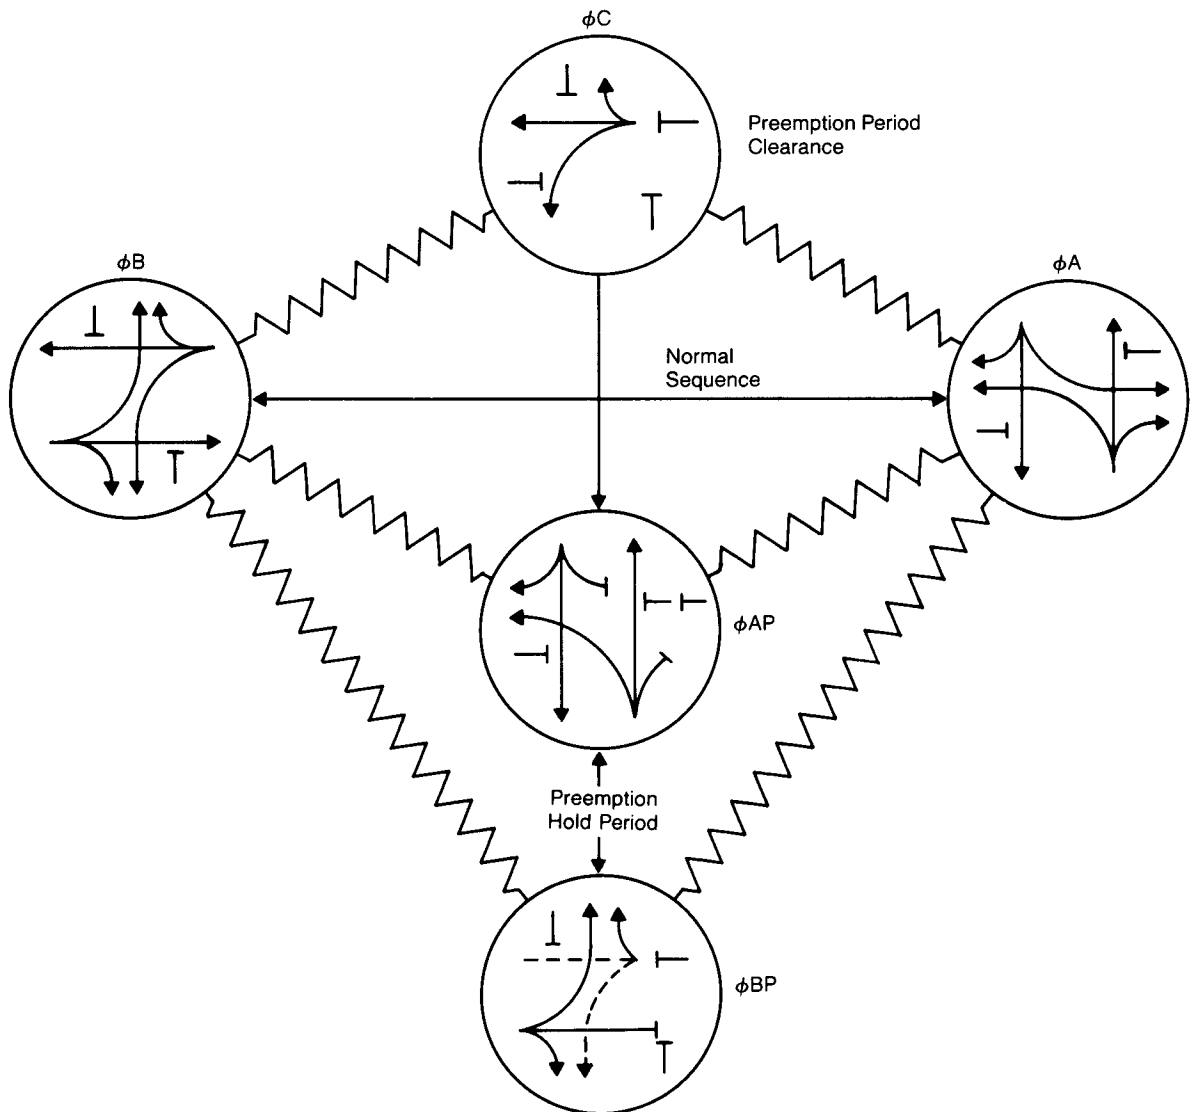 ϕC
Preemption Period
Clearance
ϕB
ϕA
Normal
Sequence
ϕAP
Preemption
Hold Period
ϕBP